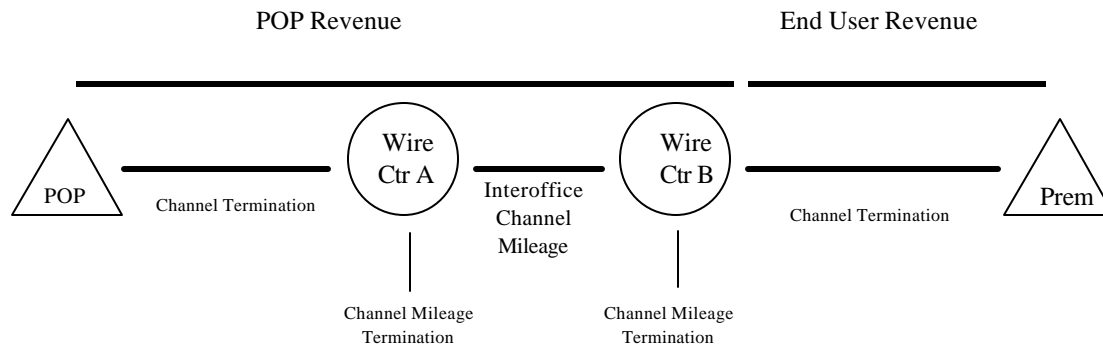 POP Revenue
End User Revenue
POP
Channel Termination
Wire
Ctr A
Interoffice
Channel
Mileage
Wire
Ctr B
Channel Termination
Prem
Channel Mileage
Termination
Channel Mileage
Termination